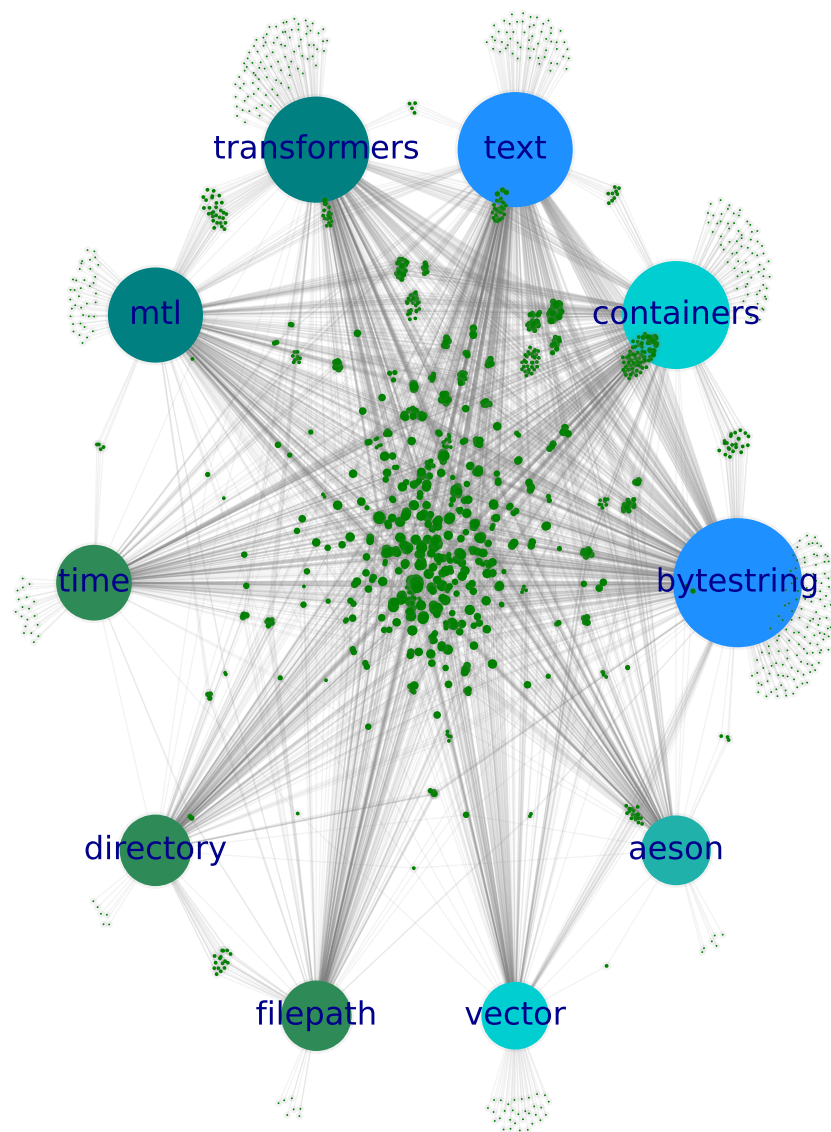 transformers
text
mtl
containers
time
bytestring
directory
aeson
filepath
vector